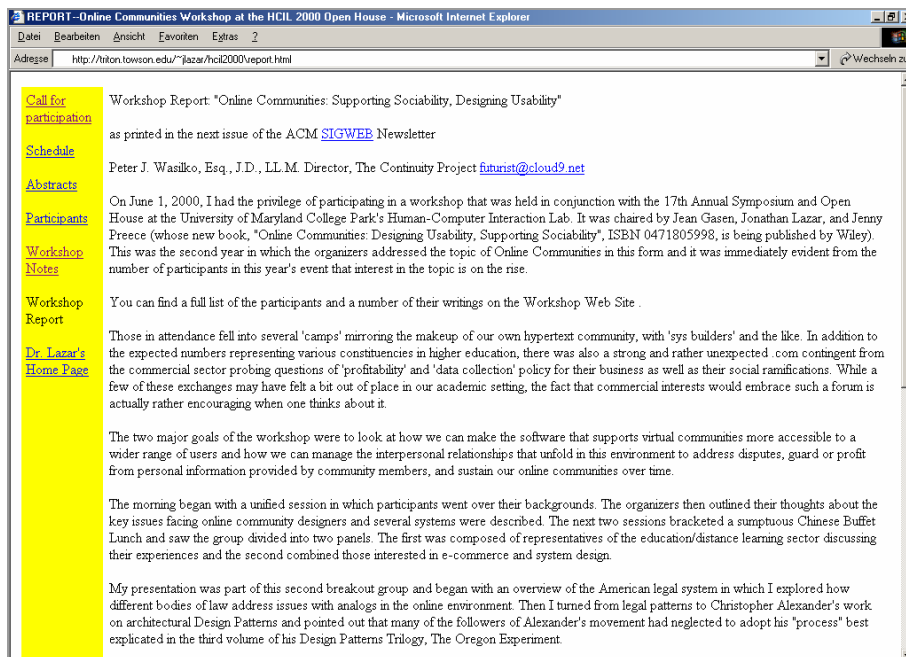 REPORT--Online Communities Workshop at the HCIL 2000 Open House - Microsoft Internet Explorer
Datei Bearbeiten Ansicht Favoriten Extras ?
Adresse http://triton.towson.edu/~jlazar/hcil2000\report.html Wechseln zu
Call for
participation
Schedule
Abstracts
Participants
Workshop
Notes
Workshop
Report
Dr. Lazar's
Home Page
Workshop Report: "Online Communities: Supporting Sociability, Designing Usability"
as printed in the next issue of the ACM SIGWEB Newsletter
Peter J. Wasilko, Esq., J.D., LL.M. Director, The Continuity Project futurist@cloud9.net
On June 1, 2000, I had the privilege of participating in a workshop that was held in conjunction with the 17th Annual Symposium and Open
House at the University of Maryland College Park's Human-Computer Interaction Lab. It was chaired by Jean Gasen, Jonathan Lazar, and Jenny
Preece (whose new book, "Online Communities: Designing Usability, Supporting Sociability", ISBN 0471805998, is being published by Wiley).
This was the second year in which the organizers addressed the topic of Online Communities in this form and it was immediately evident from the
number of participants in this year's event that interest in the topic is on the rise.
You can find a full list of the participants and a number of their writings on the Workshop Web Site .
Those in attendance fell into several 'camps' mirroring the makeup of our own hypertext community, with 'sys builders' and the like. In addition to
the expected numbers representing various constituencies in higher education, there was also a strong and rather unexpected .com contingent from
the commercial sector probing questions of 'profitability' and 'data collection' policy for their business as well as their social ramifications. While a
few of these exchanges may have felt a bit out of place in our academic setting, the fact that commercial interests would embrace such a forum is
actually rather encouraging when one thinks about it.
The two major goals of the workshop were to look at how we can make the software that supports virtual communities more accessible to a
wider range of users and how we can manage the interpersonal relationships that unfold in this environment to address disputes, guard or profit
from personal information provided by community members, and sustain our online communities over time.
The morning began with a unified session in which participants went over their backgrounds. The organizers then outlined their thoughts about the
key issues facing online community designers and several systems were described. The next two sessions bracketed a sumptuous Chinese Buffet
Lunch and saw the group divided into two panels. The first was composed of representatives of the education/distance learning sector discussing
their experiences and the second combined those interested in e-commerce and system design.
My presentation was part of this second breakout group and began with an overview of the American legal system in which I explored how
different bodies of law address issues with analogs in the online environment. Then I turned from legal patterns to Christopher Alexander's work
on architectural Design Patterns and pointed out that many of the followers of Alexander's movement had neglected to adopt his "process" best
explicated in the third volume of his Design Patterns Trilogy, The Oregon Experiment.